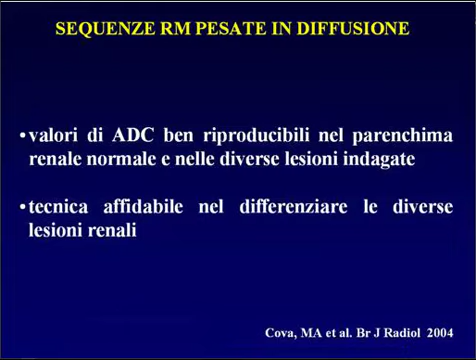 SEQUENZE RM PESATE IN DIFFUSIONE
•valori di ADC ben riproducibili nel parenchima
renale normale e nelle diverse lesioni indagate
•tecnica affidabile nel differenziare le diverse
lesioni renali
Cova, MA et al. Br J Radiol 2004